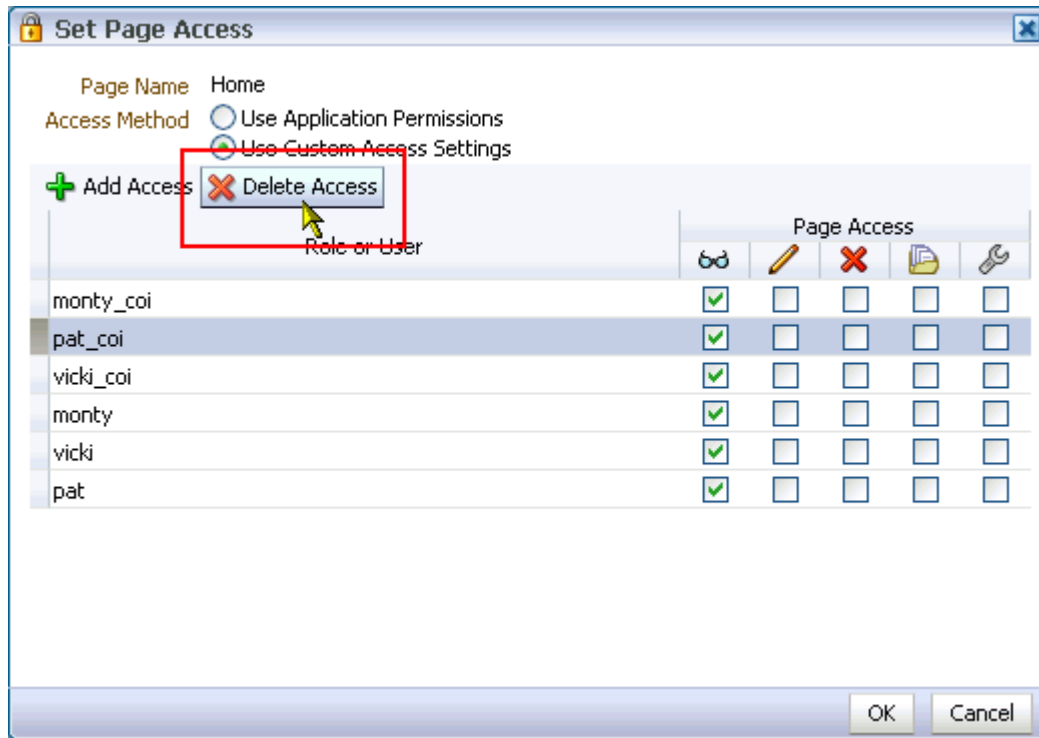 Set Page Access
Page Name Home
Access Method Use Application Permissions
Use Custom Access Settings
Add Access Delete Access
Role or User
Page Access
monty_coi
pat_coi
vicki_coi
monty
vicki
pat
OK Cancel